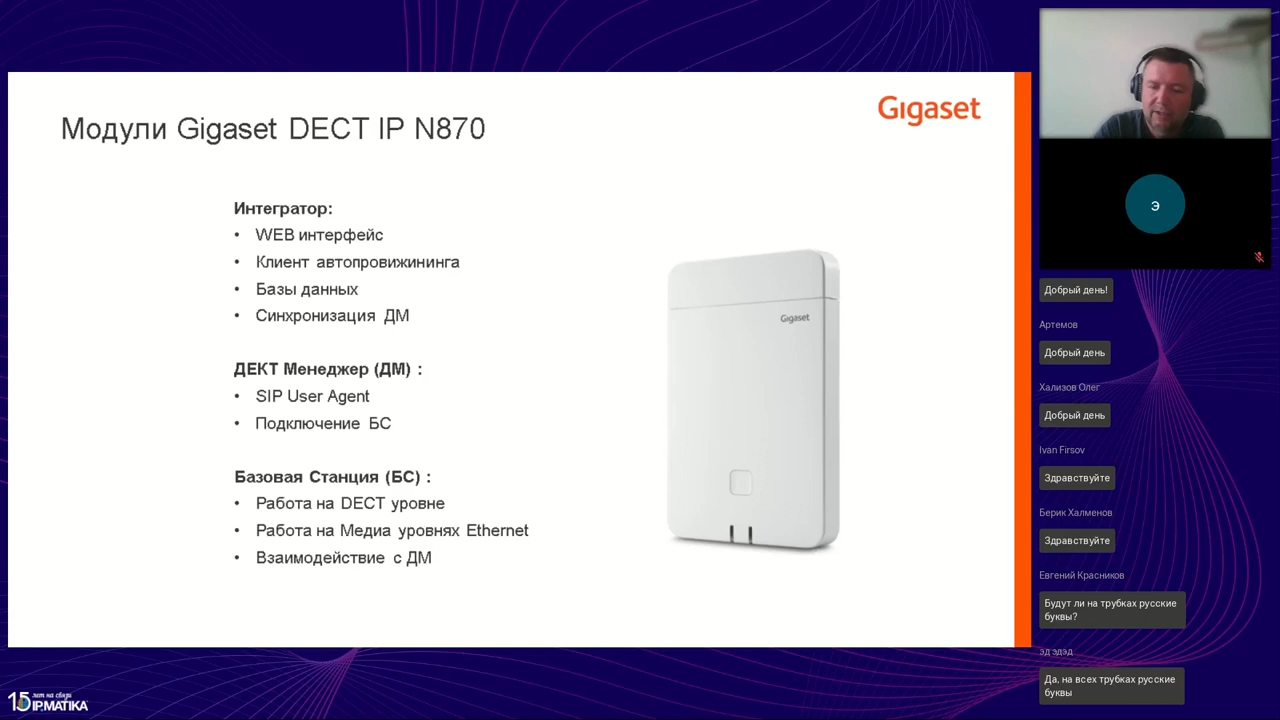 Модули Gigaset DECT IP N870
Gigaset
Интегратор:
• WEB интерфейс
• Клиент автопровижининга
• Базы данных
• Синхронизация ДМ
ДЕКТ Менеджер (ДМ) :
• SIP User Agent
• Подключение БС
Базовая Станция (БС) :
• Работа на DECT уровне
• Работа на Медиа уровнях Ethernet
• Взаимодействие с ДМ
Gigaset
15 лет на связи
IPMATIKA
э
Добрый день!
Артемов
Добрый день
Хализов Олег
Добрый день
Ivan Firsov
Здравствуйте
Берик Халменов
Здравствуйте
Евгений Красников
Будут ли на трубках русские
буквы?
эд эдэд
Да, на всех трубках русские
буквы